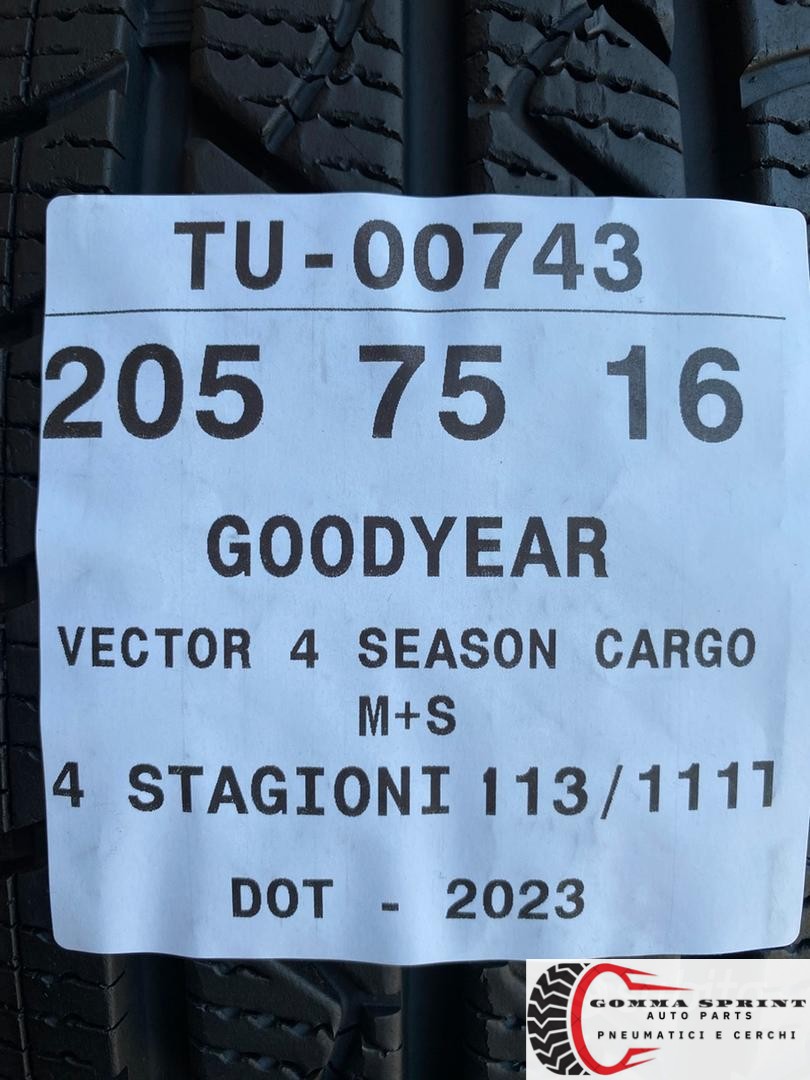 TU-00743
205 75 16
GOODYEAR
VECTOR 4 SEASON CARGO
M+S
4 STAGIONI 113/111T
DOT - 2023
GOMMA SPRINT
AUTO PARTS
PNEUMATICI E CERCHI